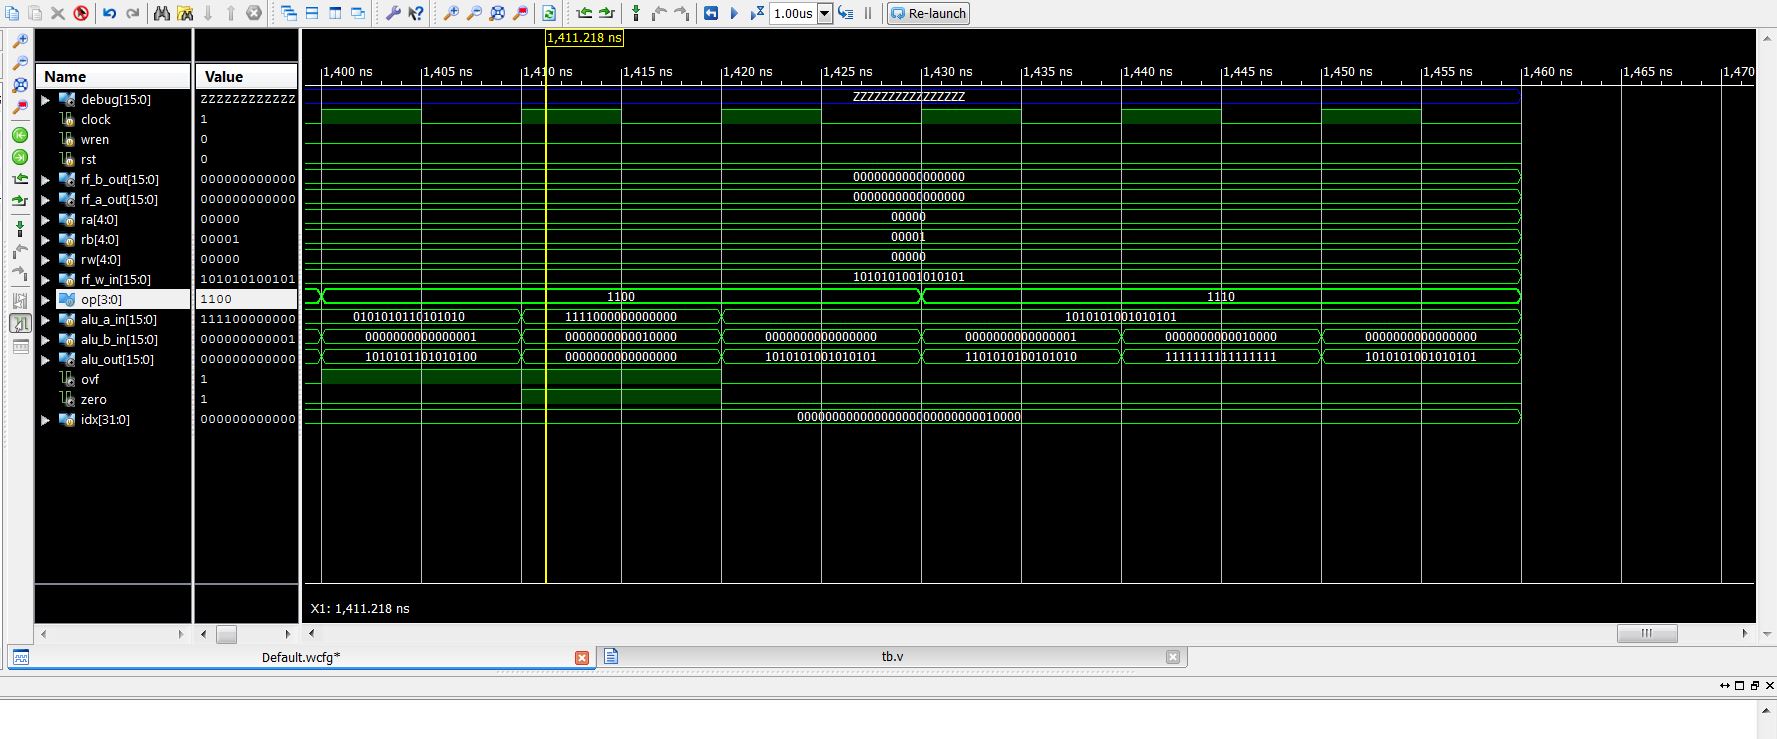 1.00us Re-launch
1,411.218 ns
1,400 ns 1,405 ns 1,410 ns 1,415 ns 1,420 ns 1,425 ns 1,430 ns 1,435 ns 1,440 ns 1,445 ns 1,450 ns 1,455 ns 1,460 ns 1,465 ns 1,470
Name Value
debug[15:0] ZZZZZZZZZZZZ ZZZZZZZZZZZZZZZZ
clock 1
wren 0
rst 0
rf_b_out[15:0] 000000000000 0000000000000000
rf_a_out[15:0] 000000000000 0000000000000000
ra[4:0] 00000 00000
rb[4:0] 00001 00001
rw[4:0] 00000 00000
rf_w_in[15:0] 101010100101 1010101001010101
op[3:0] 1100 1100 1110
alu_a_in[15:0] 111100000000 0101010110101010 1111000000000000 1010101001010101
alu_b_in[15:0] 000000000001 0000000000000001 0000000000010000 0000000000000000 0000000000000001 0000000000010000 0000000000000000
alu_out[15:0] 000000000000 1010101101010100 0000000000000000 1010101001010101 1101010100101010 1111111111111111 1010101001010101
ovf 1
zero 1
idx[31:0] 000000000000 00000000000000000000000000010000
X1: 1,411.218 ns
Default.wcfg* tb.v